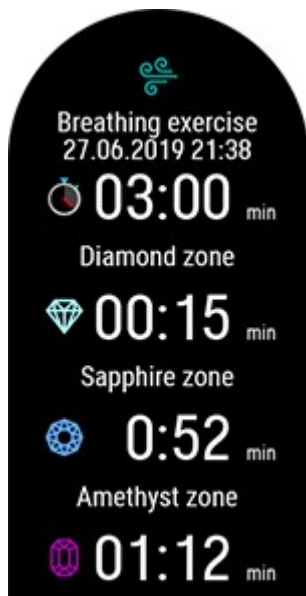 Breathing exercise
27.06.2019 21:38
03:00 min
Diamond zone
00:15 min
Sapphire zone
0:52 min
Amethyst zone
01:12 min